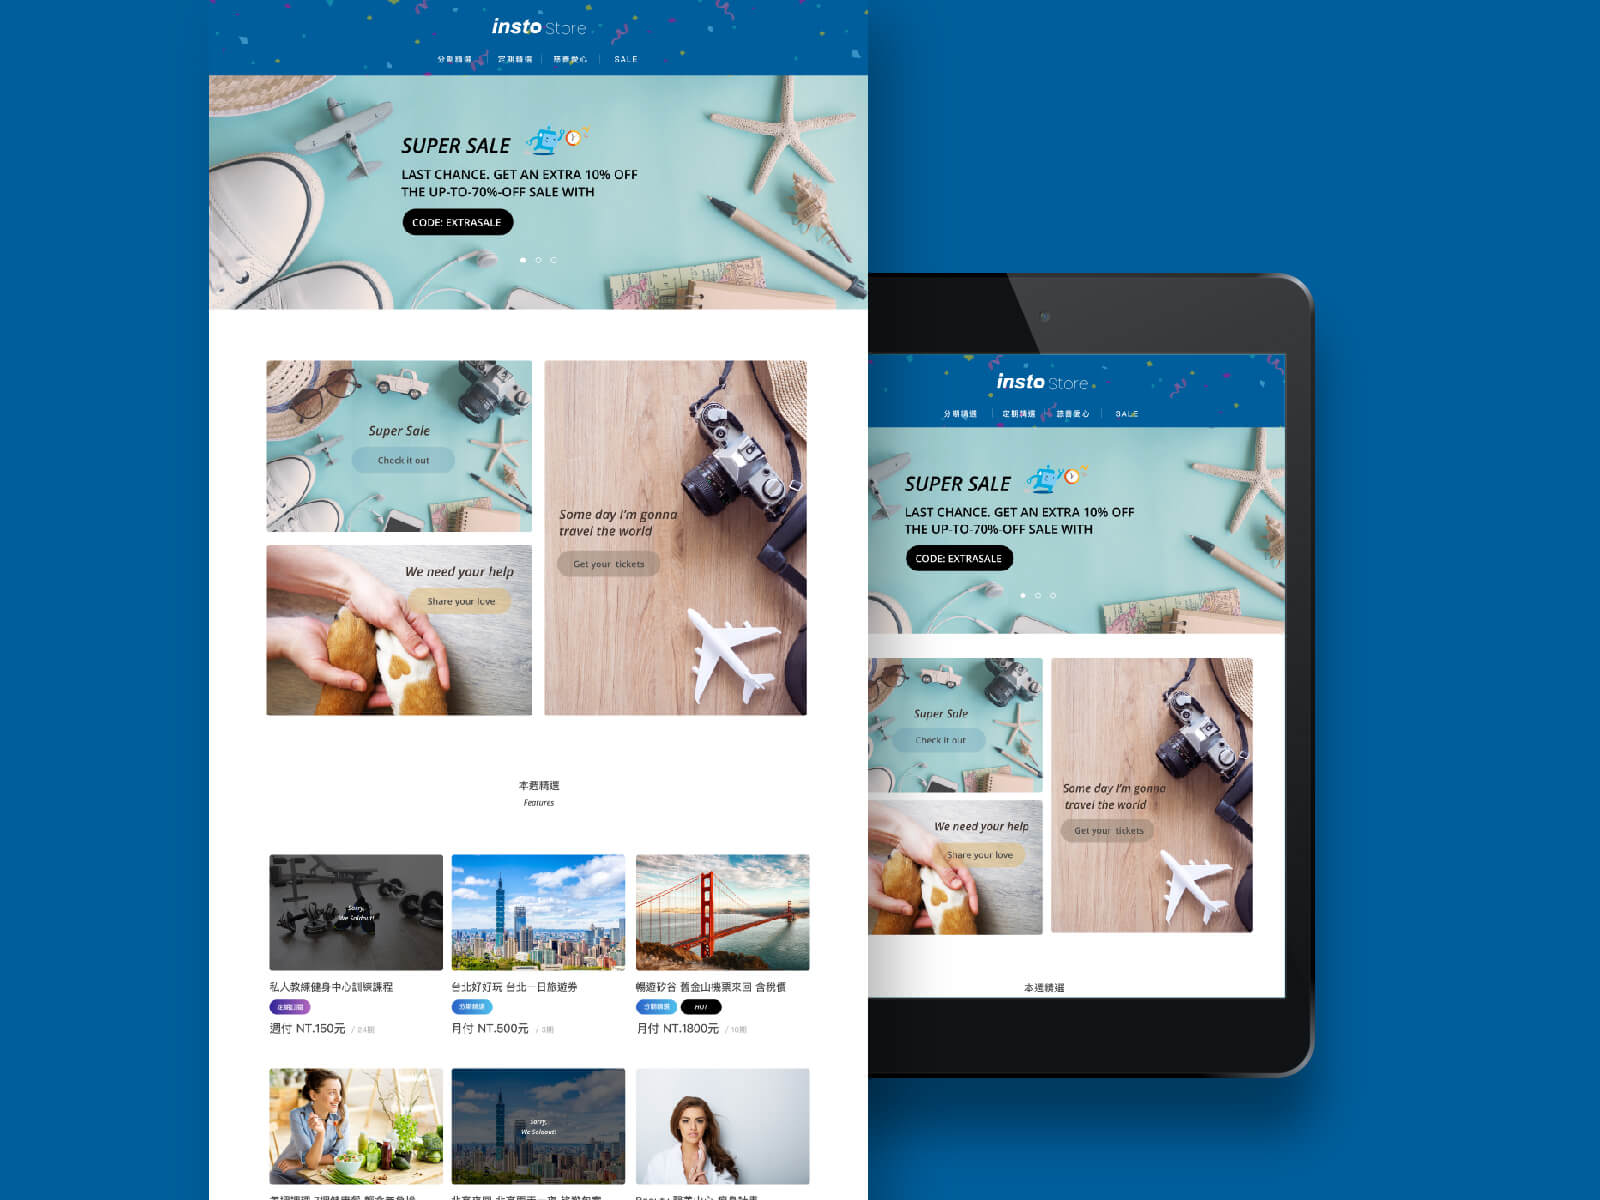 insto Store
分期精選 定期精選 慈善愛心 SALE
SUPER SALE
LAST CHANCE. GET AN EXTRA 10% OFF
THE UP-TO-70%-OFF SALE WITH
CODE: EXTRASALE
Super Sale
Check it out
Some day I'm gonna
travel the world
Get your tickets
We need your help
Share your love
本週精選
Features
Sorry,
We Soldout!
私人教練健身中心訓練課程
定期訂閱
週付 NT.150元 / 24期
台北好好玩 台北一日旅遊券
分期精選
月付 NT.500元 / 3期
暢遊矽谷 舊金山機票來回 含稅價
分期精選 HOT
月付 NT.1800元 / 10期
Sorry,
We Soldout!
insto Store
分期精選 定期精選 慈善愛心 SALE
SUPER SALE
LAST CHANCE. GET AN EXTRA 10% OFF
THE UP-TO-70%-OFF SALE WITH
CODE: EXTRASALE
Super Sale
Check it out
Some day I'm gonna
travel the world
Get your tickets
We need your help
Share your love
本週精選